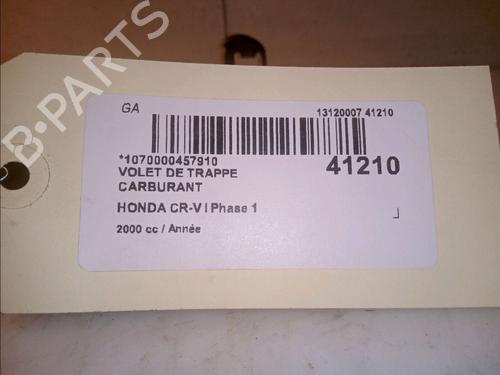 GA
13120007 41210
*1070000457910
41210
VOLET DE TRAPPE
CARBURANT
HONDA CR-V I Phase 1
2000 cc / Année
B-PARTS